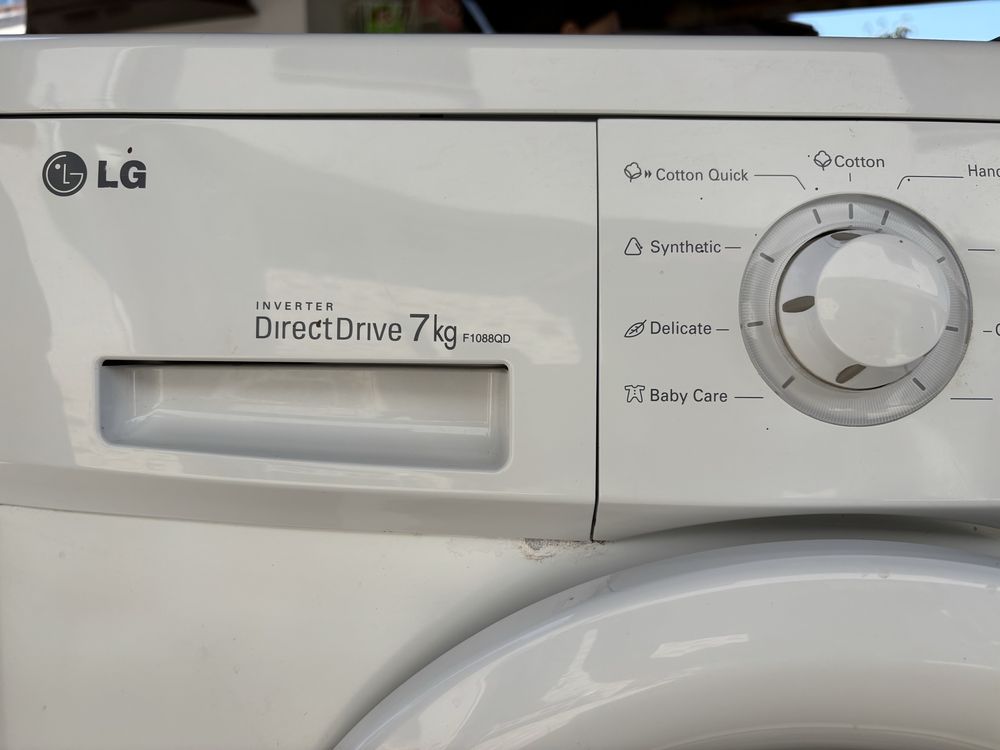 LG
INVERTER
DirectDrive 7kg F1088QD
Cotton Quick
Cotton
Synthetic
Delicate
Baby Care